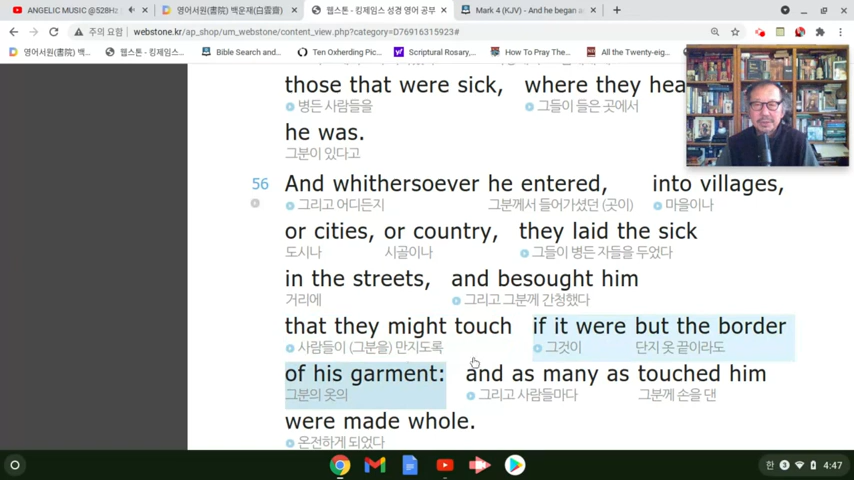 ANGELIC MUSIC @528Hz
영어서원(書院) 백운재(白雲齋)
웹스톤 - 킹제임스 성경 영어 공부
Mark 4 (KJV) - And he began a
주의 요함
webstone.kr/ap_shop/um_webstone/content_view.php?category=D76916315923#
영어서원(書院) 백...
웹스톤 - 킹제임스...
Bible Search and...
Ten Oxherding Pic...
Scriptural Rosary,...
How To Pray The...
All the Twenty-eig...
those that were sick, where they hea
병든 사람들을 그들이 들은 곳에서
he was.
그분이 있다고
56 And whithersoever he entered, into villages,
그리고 어디든지 그분께서 들어가셨던 (곳이) 마을이나
or cities, or country, they laid the sick
도시나 시골이나 그들이 병든 자들을 두었다
in the streets, and besought him
거리에 그리고 그분께 간청했다
that they might touch if it were but the border
사람들이 (그분을) 만지도록 그것이 단지 옷 끝이라도
of his garment: and as many as touched him
그분의 옷의 그리고 사람들마다 그분께 손을 댄
were made whole.
온전하게 되었다
한 3 4:47